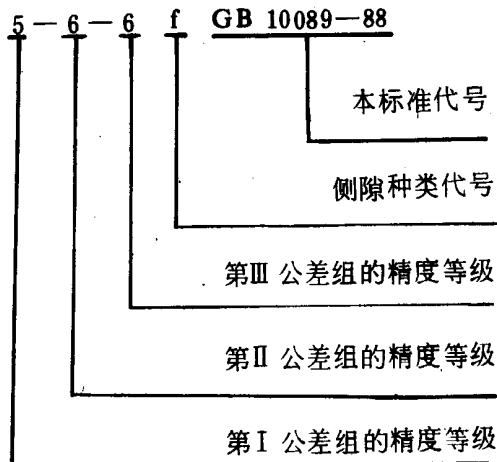 5－6－6 f GB 10089—88
本标准代号
侧隙种类代号
第Ⅲ 公差组的精度等级
第Ⅱ 公差组的精度等级
第Ⅰ 公差组的精度等级